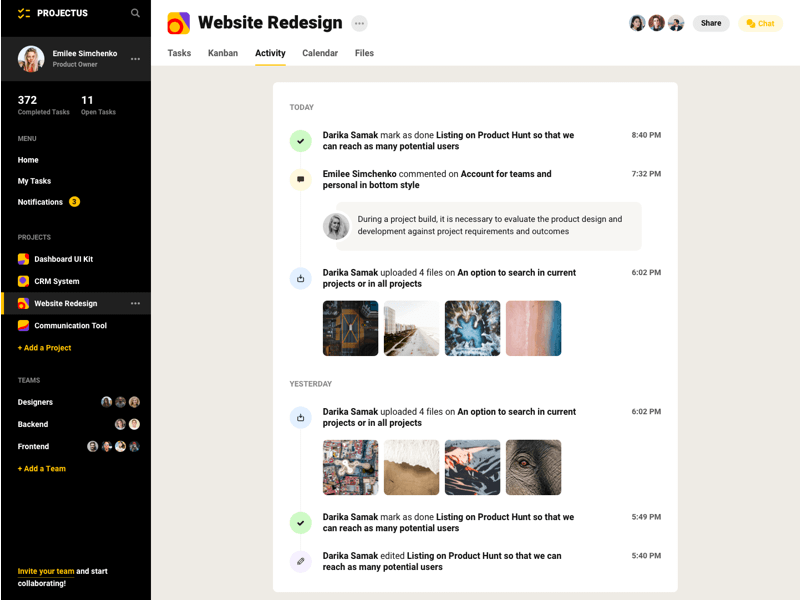 PROJECTUS
Emilee Simchenko
Product Owner
372
Completed Tasks
11
Open Tasks
MENU
Home
My Tasks
Notifications 3
PROJECTS
Dashboard UI Kit
CRM System
Website Redesign
Communication Tool
+ Add a Project
TEAMS
Designers
Backend
Frontend
+ Add a Team
Invite your team and start
collaborating!
Website Redesign
Share
Chat
Tasks
Kanban
Activity
Calendar
Files
TODAY
Darika Samak mark as done Listing on Product Hunt so that we
can reach as many potential users
8:40 PM
Emilee Simchenko commented on Account for teams and
personal in bottom style
7:32 PM
During a project build, it is necessary to evaluate the product design and
development against project requirements and outcomes
Darika Samak uploaded 4 files on An option to search in current
projects or in all projects
6:02 PM
YESTERDAY
Darika Samak uploaded 4 files on An option to search in current
projects or in all projects
6:02 PM
Darika Samak mark as done Listing on Product Hunt so that we
can reach as many potential users
5:49 PM
Darika Samak edited Listing on Product Hunt so that we can
reach as many potential users
5:40 PM